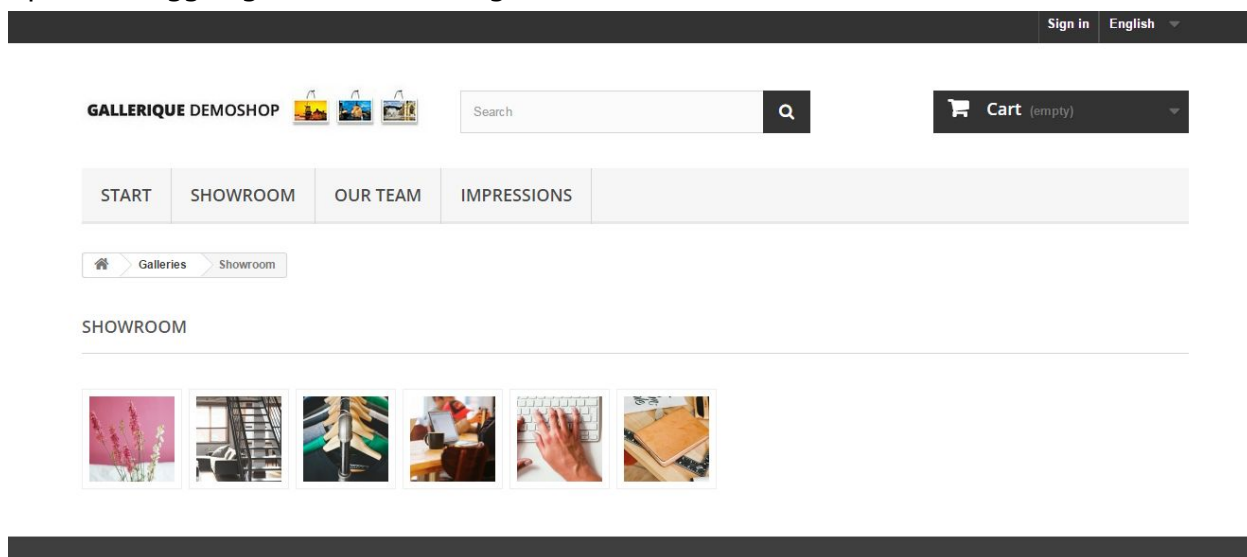 Sign in English
GALLERIQUE DEMOSHOP
Search
Cart (empty)
START SHOWROOM OUR TEAM IMPRESSIONS
Galleries Showroom
SHOWROOM